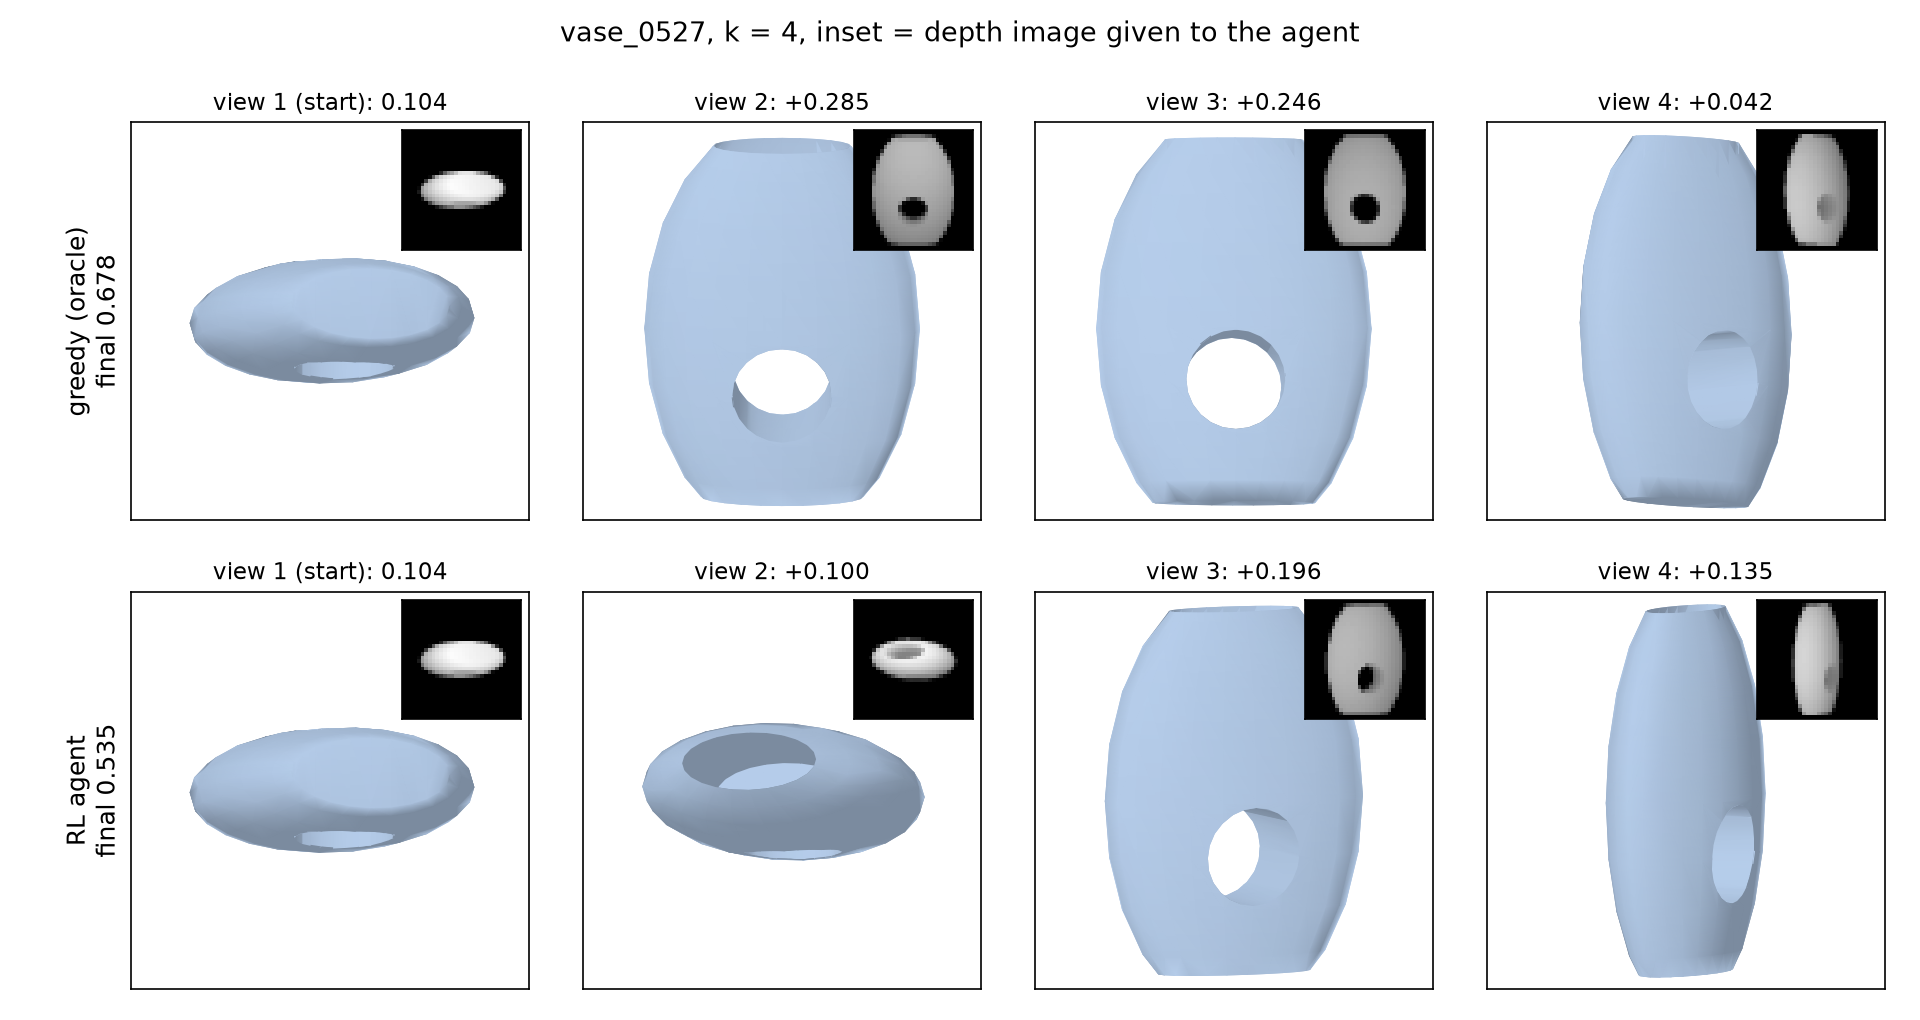 vase_0527, k = 4, inset = depth image given to the agent
view 1 (start): 0.104
view 2: +0.285
view 3: +0.246
view 4: +0.042
greedy (oracle)
final 0.678
view 1 (start): 0.104
view 2: +0.100
view 3: +0.196
view 4: +0.135
RL agent
final 0.535